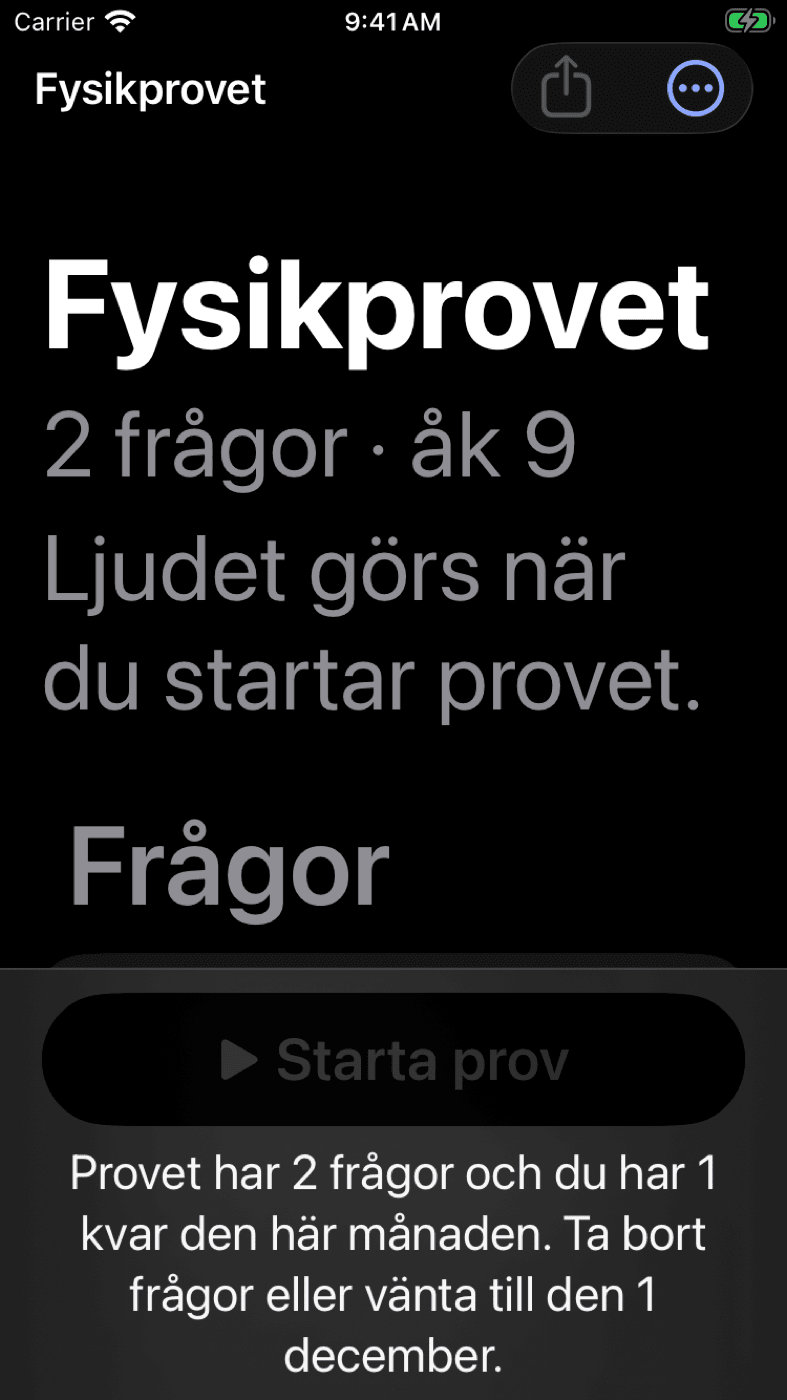 Carrier 9:41 AM
Fysikprovet
Fysikprovet
2 frågor · åk 9
Ljudet görs när
du startar provet.
Frågor
Starta prov
Provet har 2 frågor och du har 1
kvar den här månaden. Ta bort
frågor eller vänta till den 1
december.